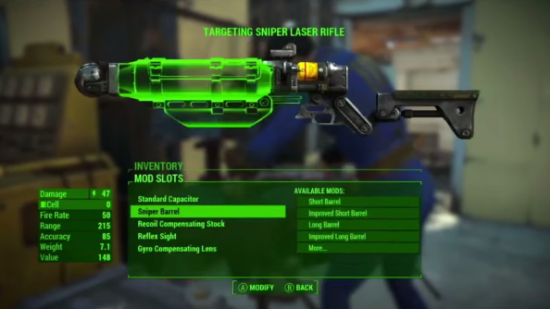 TARGETING SNIPER LASER RIFLE
INVENTORY
MOD SLOTS
Standard Capacitor
Sniper Barrel
Recoil Compensating Stock
Reflex Sight
Gyro Compensating Lens
AVAILABLE MODS:
Short Barrel
Improved Short Barrel
Long Barrel
Improved Long Barrel
More...
Damage 47
Cell 0
Fire Rate 50
Range 215
Accuracy 85
Weight 7.1
Value 148
A MODIFY B BACK